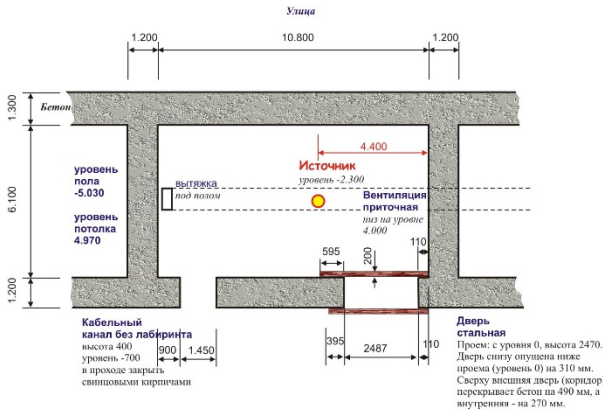 Улица
1.200
10.800
1.200
1.300
Бетон
4.400
Источник
уровень -2.300
уровень
пола
-5.030
уровень
потолка
4.970
6.100
вытяжка
под полом
Вентиляция
приточная
низ на уровне
4.000
595
200
110
1.200
Кабельный
канал без лабиринта
высота 400
уровень -700
в проходе закрыть
свинцовыми кирпичами
900
1.450
395
2487
110
Дверь
стальная
Проем: с уровня 0, высота 2470.
Дверь снизу опущена ниже
проема (уровень 0) на 310 мм.
Сверху внешняя дверь (коридор
перекрывает бетон на 490 мм, а
внутренняя - на 270 мм.